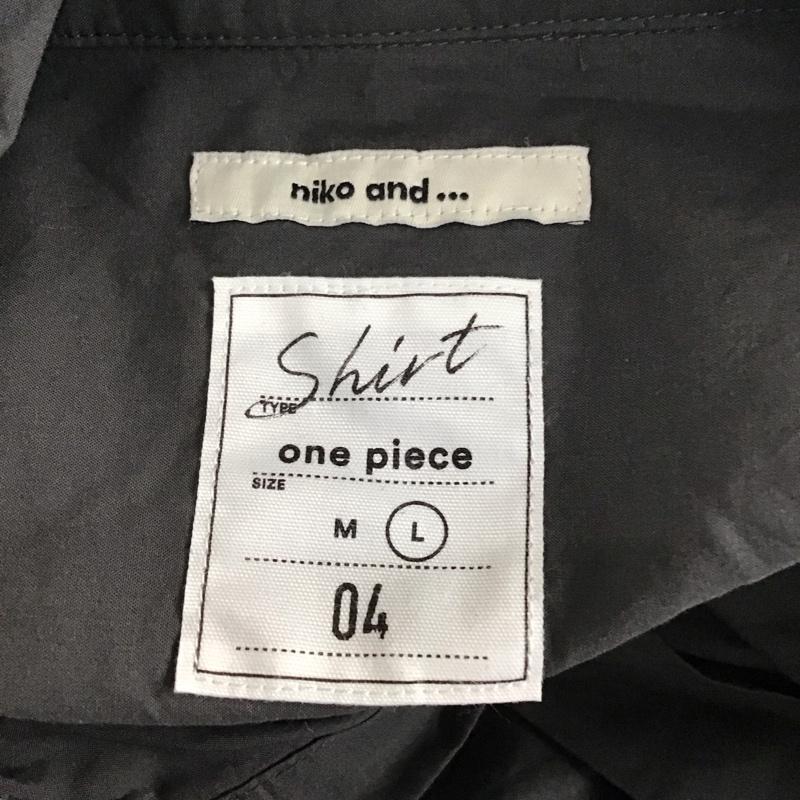 niko and...
Shirt
TYPE
one piece
SIZE
M L
04